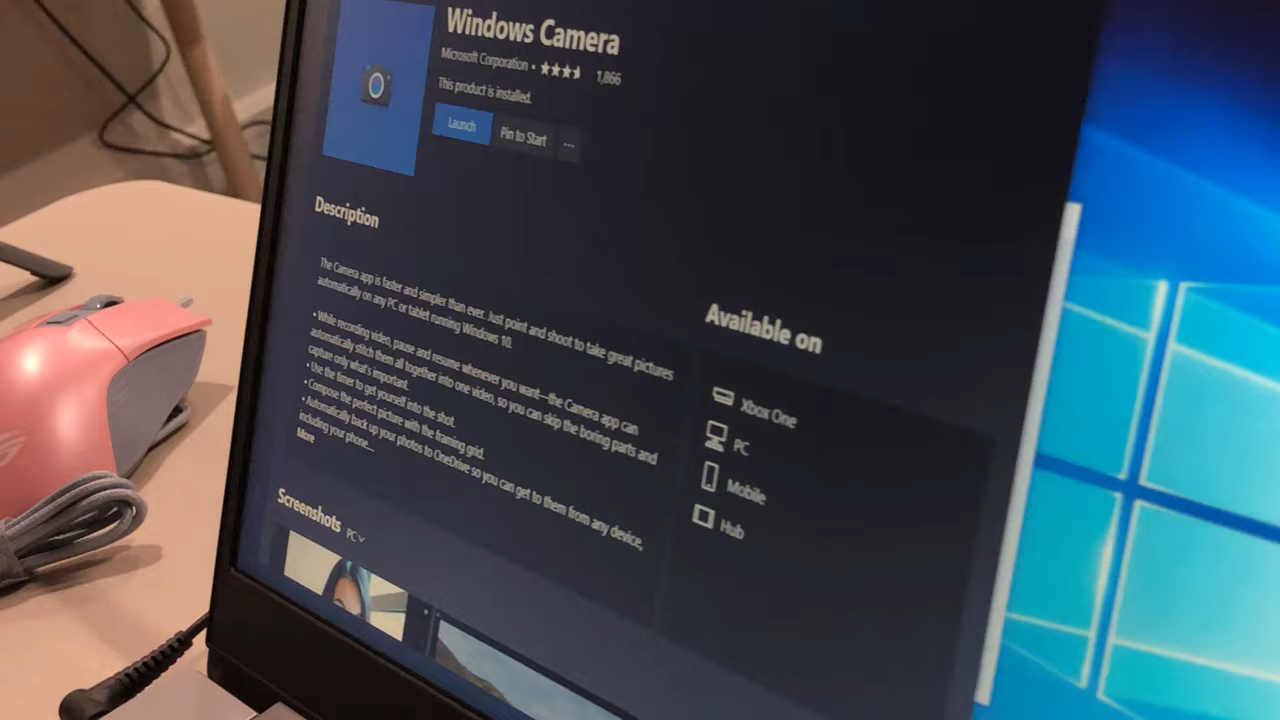 Windows Camera
Microsoft Corporation • 1,866
This product is installed.
Launch Pin to Start ...
Description
The Camera app is faster and simpler than ever. Just point and shoot to take great pictures
automatically on any PC or tablet running Windows 10.
• While recording video, pause and resume whenever you want—the Camera app can
automatically stitch them all together into one video, so you can skip the boring parts and
capture only what's important.
• Use the timer to get yourself into the shot.
• Compose the perfect picture with the framing grid.
• Automatically back up your photos to OneDrive so you can get to them from any device,
including your phone...
More
Available on
Xbox One
PC
Mobile
Hub
Screenshots PC